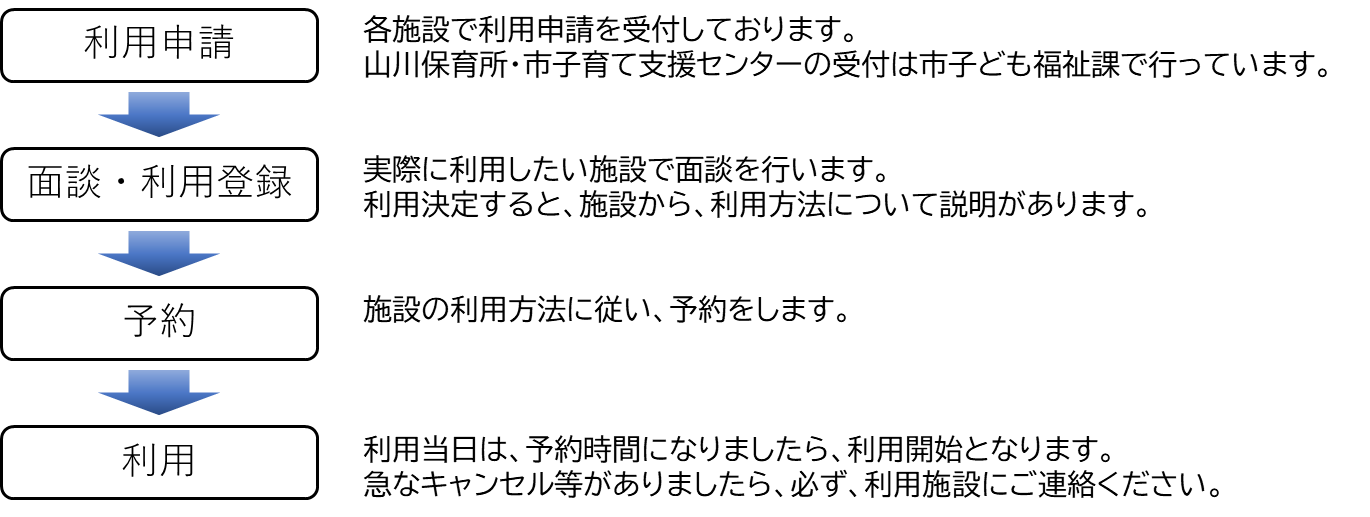 利用申請
各施設で利用申請を受付しております。
山川保育所・市子育て支援センターの受付は市子ども福祉課で行っています。
面談・利用登録
実際に利用したい施設で面談を行います。
利用決定すると、施設から、利用方法について説明があります。
予約
施設の利用方法に従い、予約をします。
利用
利用当日は、予約時間になりましたら、利用開始となります。
急なキャンセル等がありましたら、必ず、利用施設にご連絡ください。